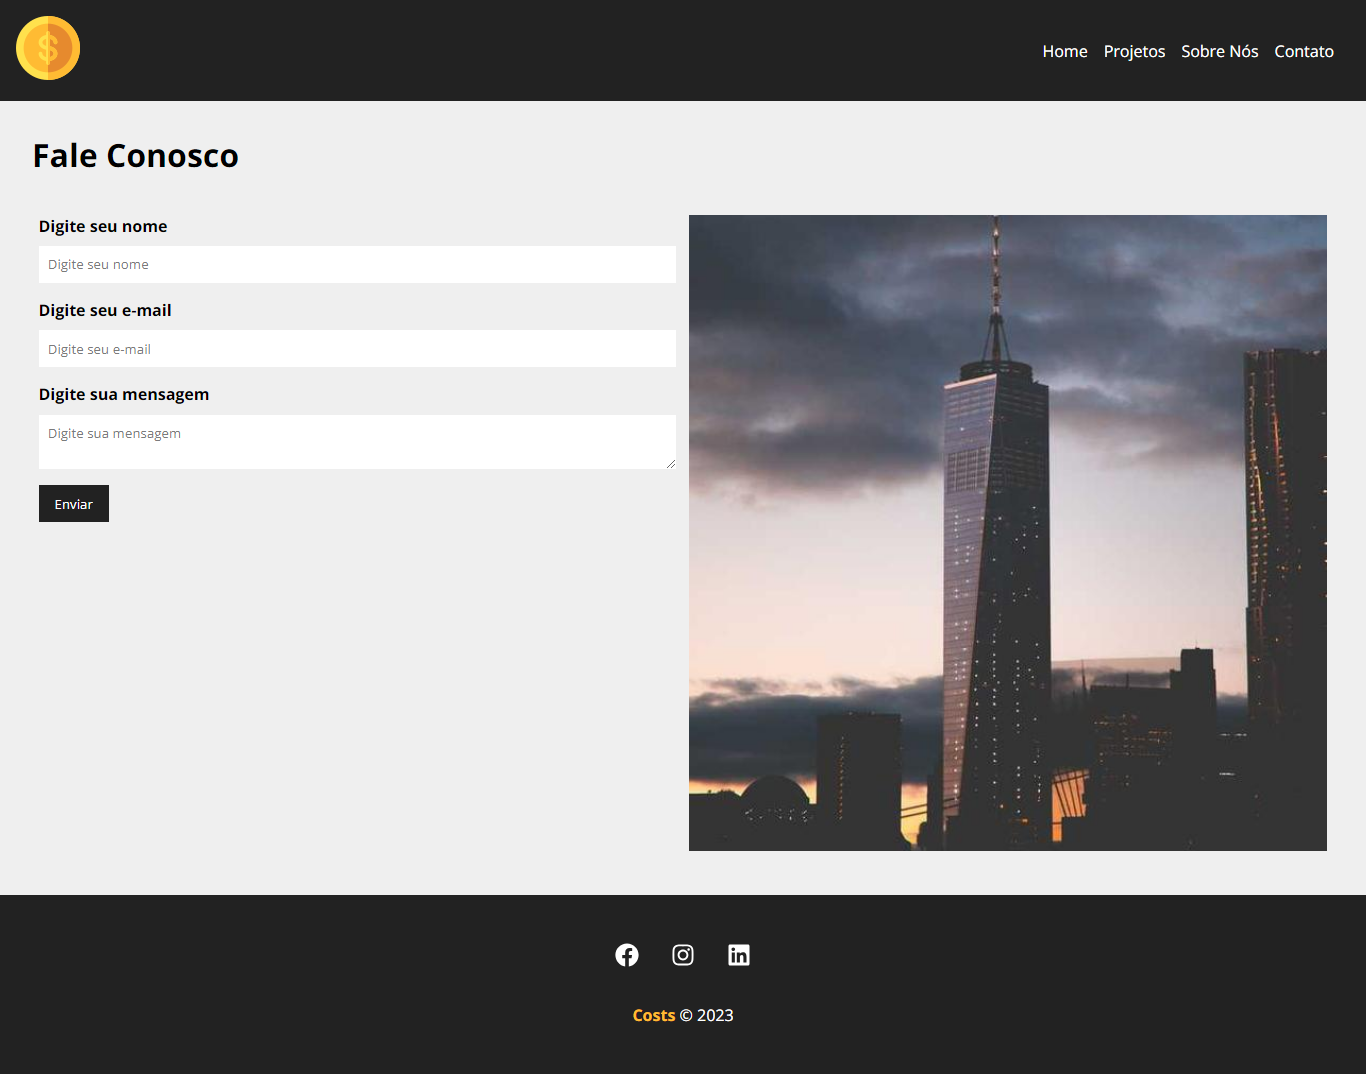 $
Home Projetos Sobre Nós Contato
Fale Conosco
Digite seu nome
Digite seu nome
Digite seu e-mail
Digite seu e-mail
Digite sua mensagem
Digite sua mensagem
Enviar
Costs © 2023